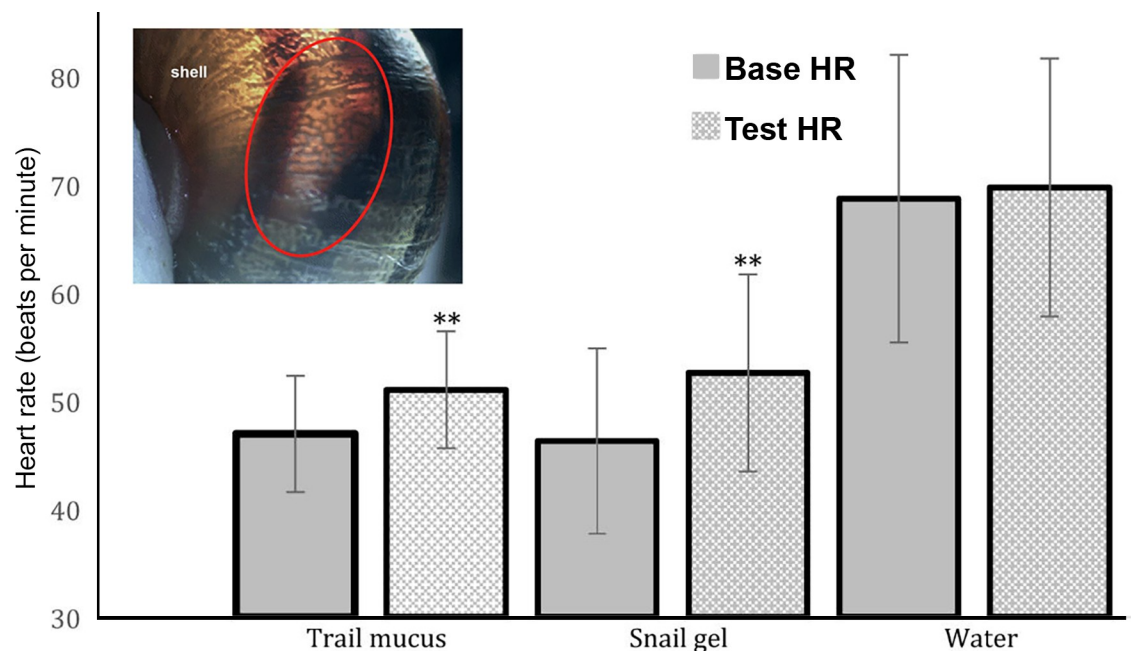 80
70
60
50
40
30
Heart rate (beats per minute)
shell
Base HR
Test HR
**
**
Trail mucus
Snail gel
Water